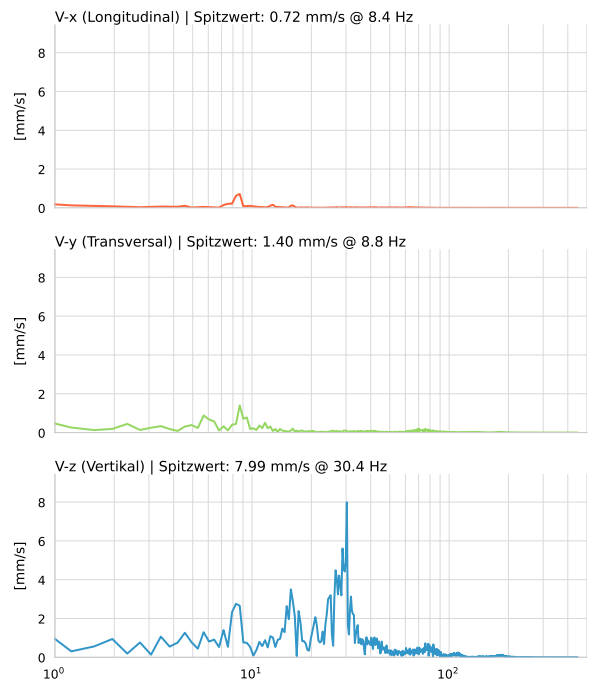 V-x (Longitudinal) | Spitzwert: 0.72 mm/s @ 8.4 Hz
8
6
4
2
0
[mm/s]
V-y (Transversal) | Spitzwert: 1.40 mm/s @ 8.8 Hz
8
6
4
2
0
[mm/s]
V-z (Vertikal) | Spitzwert: 7.99 mm/s @ 30.4 Hz
8
6
4
2
0
[mm/s]
10⁰ 10¹ 10²